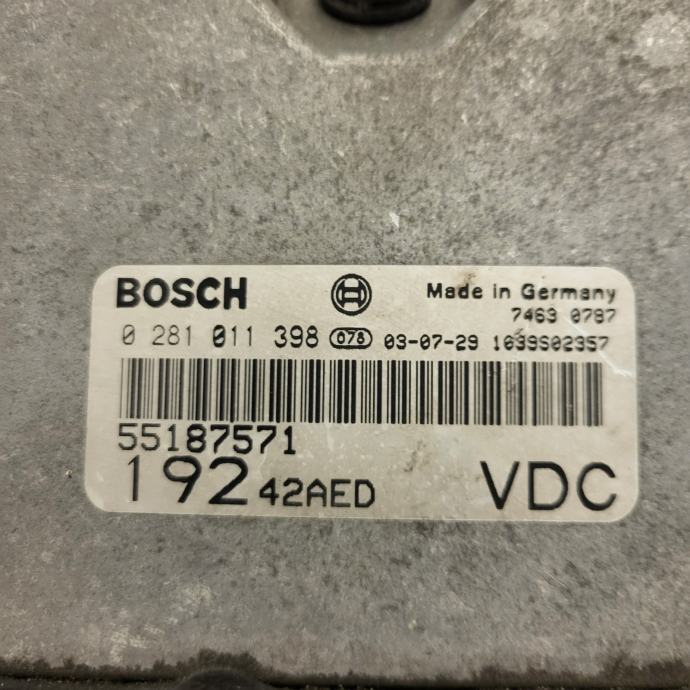 BOSCH
Made in Germany
7463 0787
0 281 011 398 078 03-07-29 1039S02357
55187571
192 42AED VDC